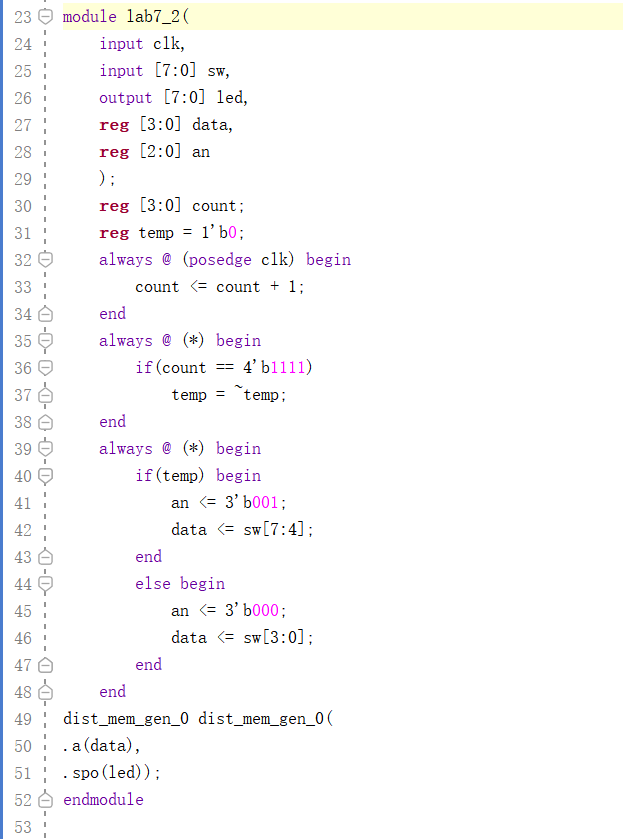 23 module lab7_2(
24 input clk,
25 input [7:0] sw,
26 output [7:0] led,
27 reg [3:0] data,
28 reg [2:0] an
29 );
30 reg [3:0] count;
31 reg temp = 1'b0;
32 always @ (posedge clk) begin
33 count <= count + 1;
34 end
35 always @ (*) begin
36 if(count == 4'b1111)
37 temp = ~temp;
38 end
39 always @ (*) begin
40 if(temp) begin
41 an <= 3'b001;
42 data <= sw[7:4];
43 end
44 else begin
45 an <= 3'b000;
46 data <= sw[3:0];
47 end
48 end
49 dist_mem_gen_0 dist_mem_gen_0(
50 .a(data),
51 .spo(led));
52 endmodule
53